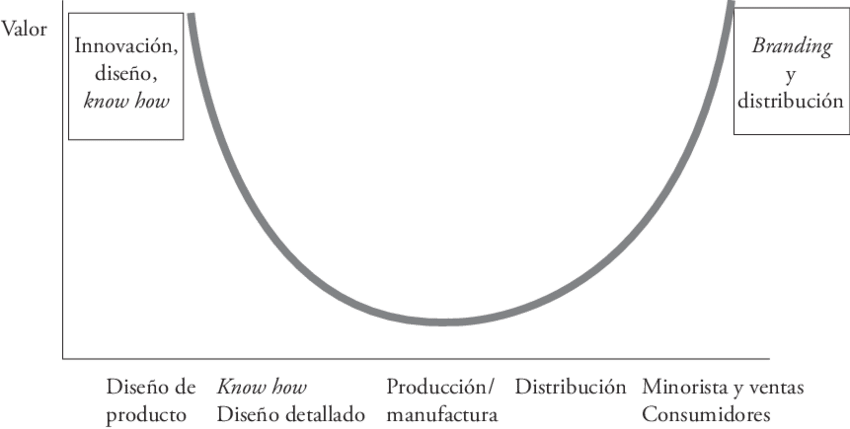 Valor
Innovación,
diseño,
know how
Branding
y
distribución
Diseño de
producto
Know how
Diseño detallado
Producción/
manufactura
Distribución
Minorista y ventas
Consumidores